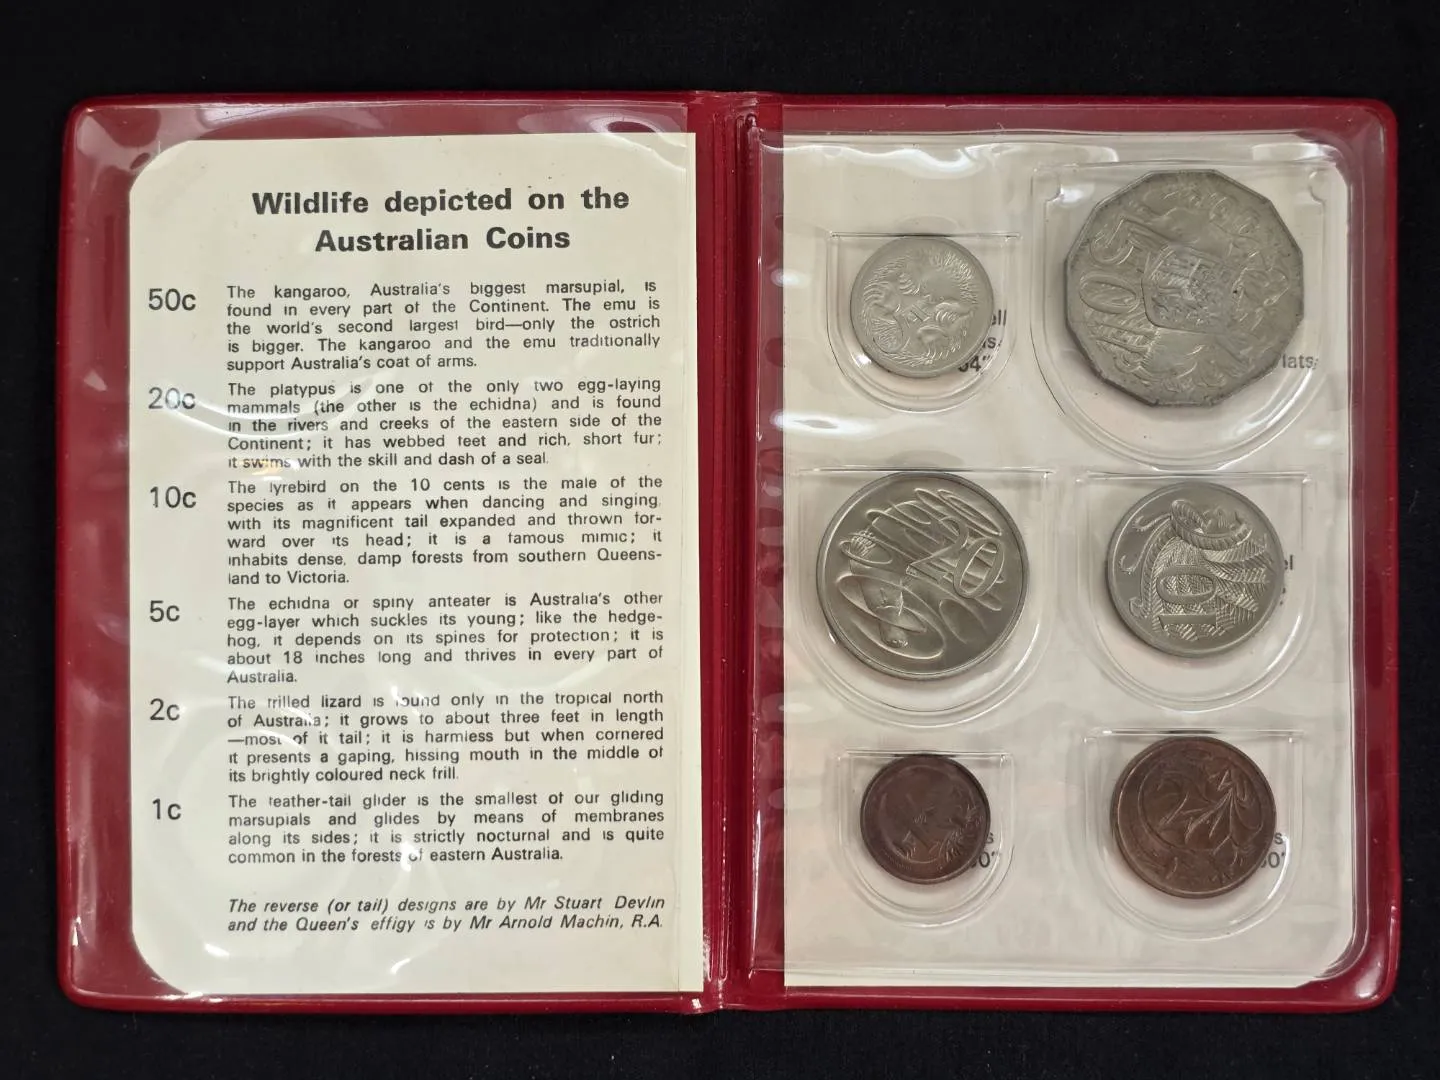 Wildlife depicted on the
Australian Coins
50c
The kangaroo, Australia's biggest marsupial, is
found in every part of the Continent. The emu is
the world's second largest bird—only the ostrich
is bigger. The kangaroo and the emu traditionally
support Australia's coat of arms.
20c
The platypus is one of the only two egg-laying
mammals (the other is the echidna) and is found
in the rivers and creeks of the eastern side of the
Continent; it has webbed feet and rich, short fur;
it swims with the skill and dash of a seal.
10c
The lyrebird on the 10 cents is the male of the
species as it appears when dancing and singing,
with its magnificent tail expanded and thrown for-
ward over its head; it is a famous mimic; it
inhabits dense, damp forests from southern Queens-
land to Victoria.
5c
The echidna or spiny anteater is Australia's other
egg-layer which suckles its young; like the hedge-
hog, it depends on its spines for protection; it is
about 18 inches long and thrives in every part of
Australia.
2c
The frilled lizard is found only in the tropical north
of Australia; it grows to about three feet in length
—most of it tail; it is harmless but when cornered
it presents a gaping, hissing mouth in the middle of
its brightly coloured neck frill.
1c
The feather-tail glider is the smallest of our gliding
marsupials and glides by means of membranes
along its sides; it is strictly nocturnal and is quite
common in the forests of eastern Australia.
The reverse (or tail) designs are by Mr Stuart Devlin
and the Queen's effigy is by Mr Arnold Machin, R.A.
5
50
20
10
2